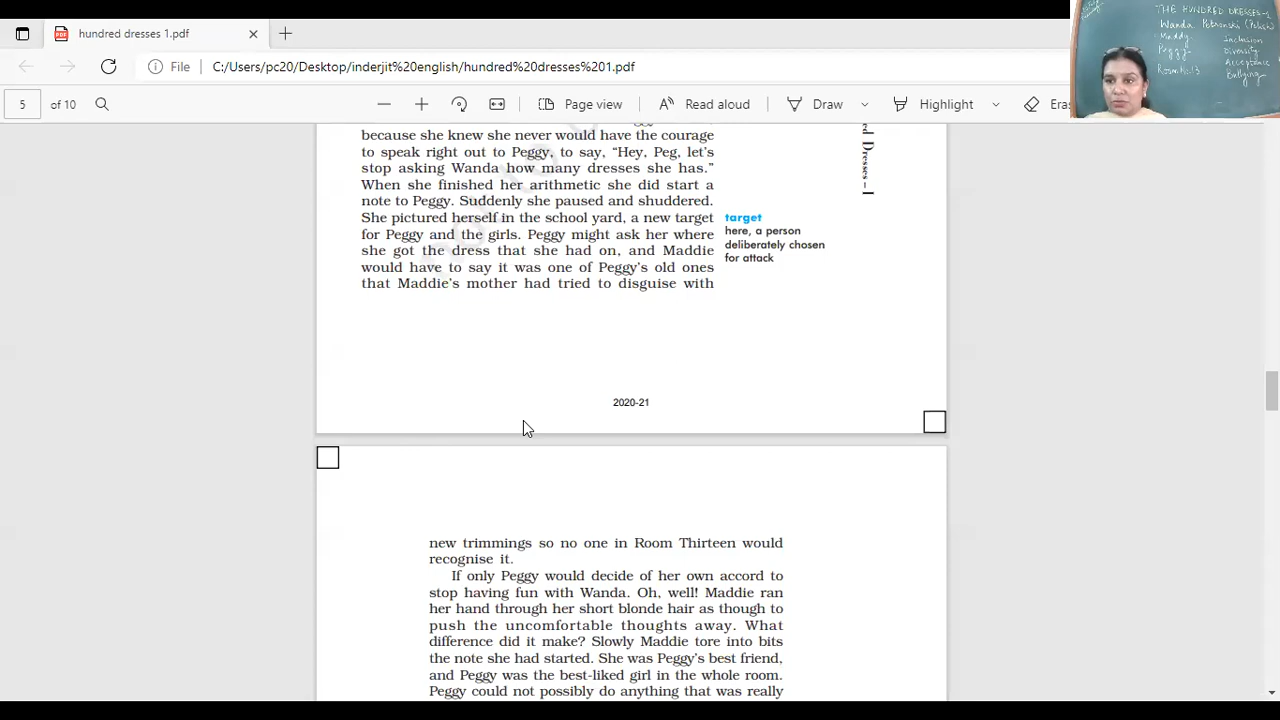 hundred dresses 1.pdf
File
C:/Users/pc20/Desktop/inderjit%20english/hundred%20dresses%201.pdf
5 of 10
Page view
Read aloud
Draw
Highlight
Eras
THE HUNDRED DRESSES-1
Wanda Petronski (Polish)
Maddy
Peggy
Room No.13
Inclusion
Diversity
Acceptance
Bullying
because she knew she never would have the courage
to speak right out to Peggy, to say, “Hey, Peg, let’s
stop asking Wanda how many dresses she has.”
When she finished her arithmetic she did start a
note to Peggy. Suddenly she paused and shuddered.
She pictured herself in the school yard, a new target
for Peggy and the girls. Peggy might ask her where
she got the dress that she had on, and Maddie
would have to say it was one of Peggy’s old ones
that Maddie’s mother had tried to disguise with
ed Dresses – I
target
here, a person
deliberately chosen
for attack
2020-21
new trimmings so no one in Room Thirteen would
recognise it.
If only Peggy would decide of her own accord to
stop having fun with Wanda. Oh, well! Maddie ran
her hand through her short blonde hair as though to
push the uncomfortable thoughts away. What
difference did it make? Slowly Maddie tore into bits
the note she had started. She was Peggy’s best friend,
and Peggy was the best-liked girl in the whole room.
Peggy could not possibly do anything that was really